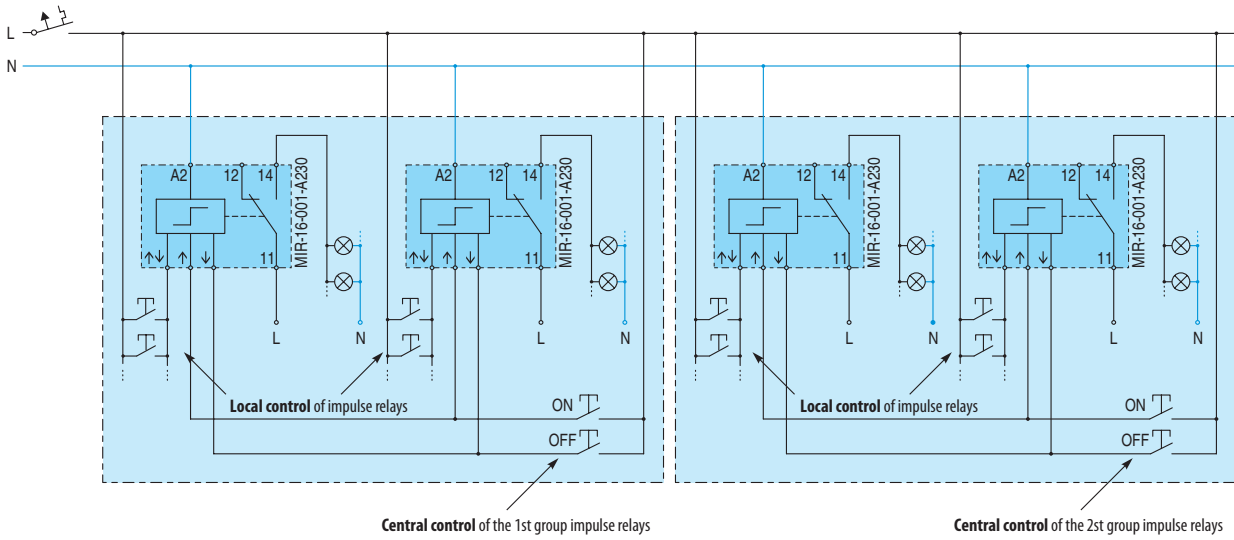 L
N
A2 12 14
MIR-16-001-A230
↑↓ ↑ ↓ 11
L N
A2 12 14
MIR-16-001-A230
↑↓ ↑ ↓ 11
L N
Local control of impulse relays
ON
OFF
A2 12 14
MIR-16-001-A230
↑↓ ↑ ↓ 11
L N
A2 12 14
MIR-16-001-A230
↑↓ ↑ ↓ 11
L N
Local control of impulse relays
ON
OFF
Central control of the 1st group impulse relays
Central control of the 2st group impulse relays